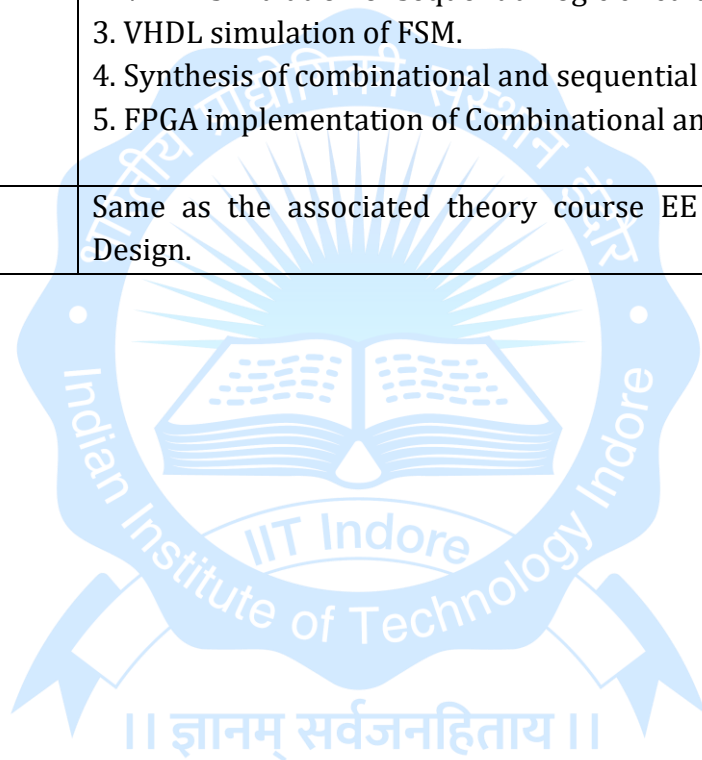 3. VHDL simulation of FSM.
4. Synthesis of combinational and sequential
5. FPGA implementation of Combinational an
Same as the associated theory course EE
Design.
भारतीय प्रौद्योगिकी संस्थान इंदौर
IIT Indore
Indian Institute of Technology Indore
।। ज्ञानम् सर्वजनहिताय ।।